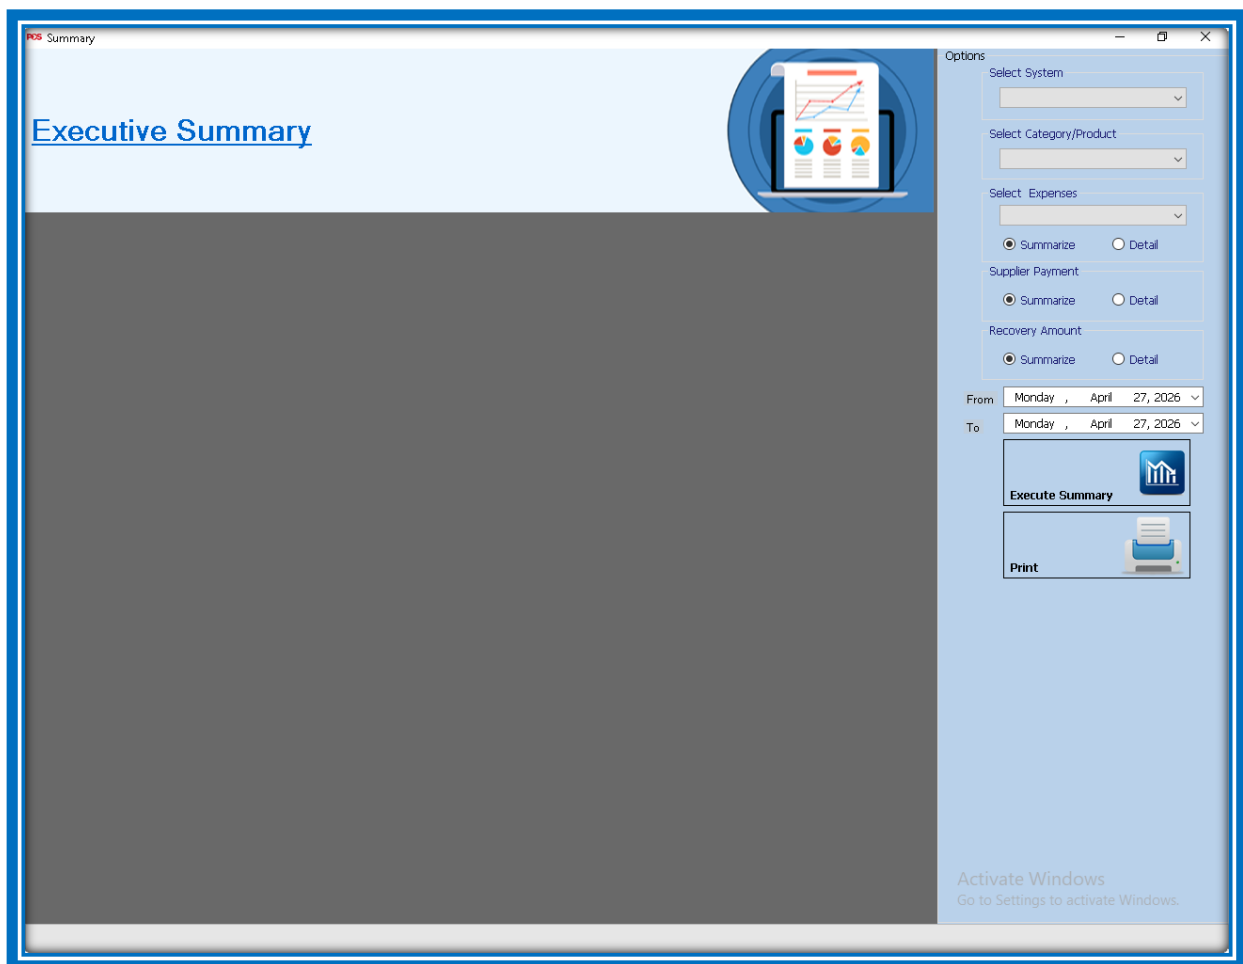 PCS Summary
Executive Summary
Options
Select System
Select Category/Product
Select Expenses
Summarize Detail
Supplier Payment
Summarize Detail
Recovery Amount
Summarize Detail
From Monday , April 27, 2026
To Monday , April 27, 2026
Execute Summary
Print
Activate Windows
Go to Settings to activate Windows.